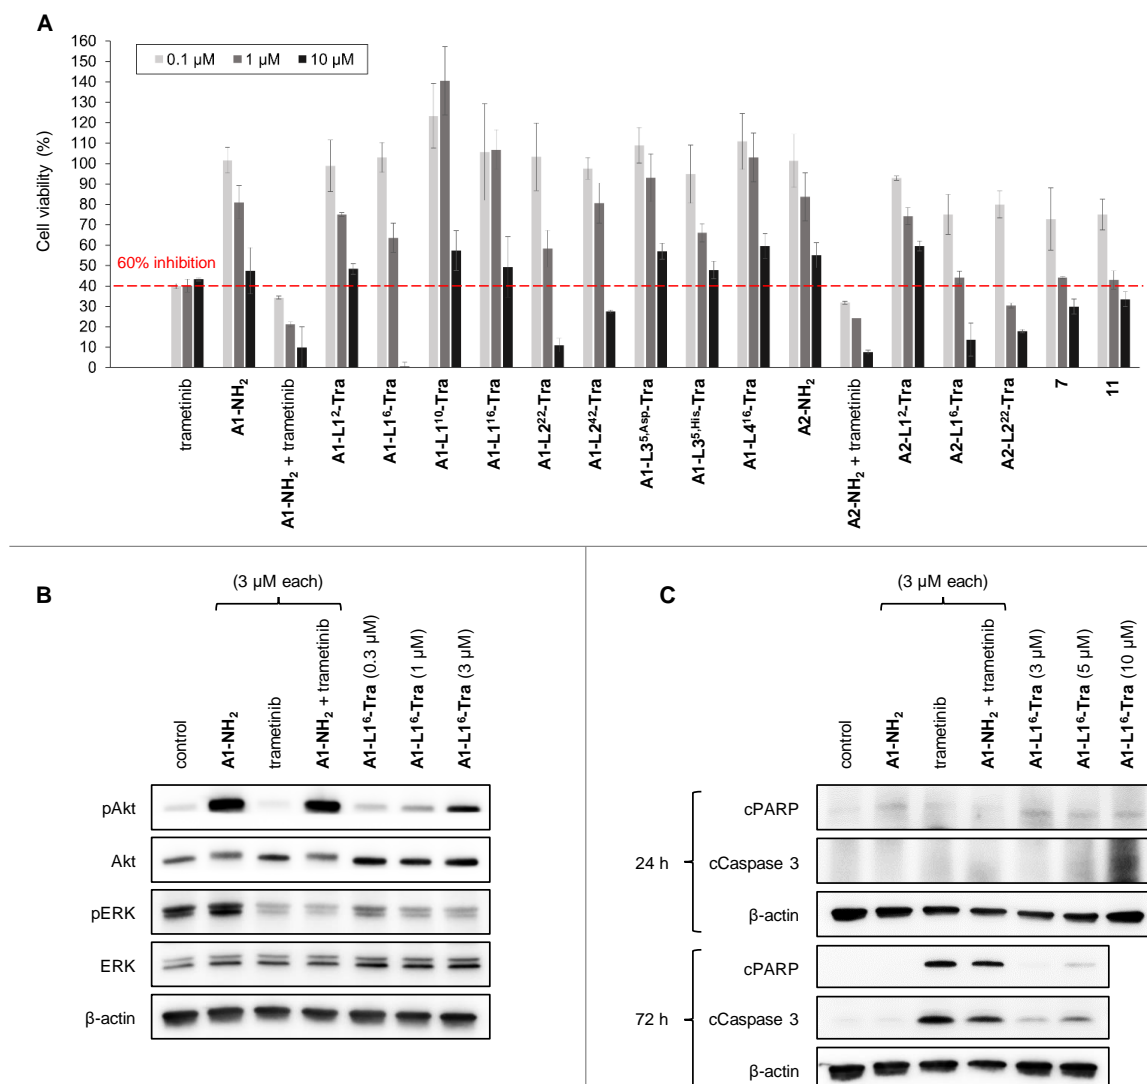 A
160
150
140
130
120
110
100
90
80
70
60
50
40
30
20
10
0
Cell viability (%)
0.1 µM 1 µM 10 µM
60% inhibition
trametinib
A1-NH₂
A1-NH₂ + trametinib
A1-L1²-Tra
A1-L1⁶-Tra
A1-L1¹⁰-Tra
A1-L1¹⁶-Tra
A1-L2²²-Tra
A1-L2⁴²-Tra
A1-L3⁵,ᴬˢᵖ-Tra
A1-L3⁵,ᴴⁱˢ-Tra
A1-L4¹⁶-Tra
A2-NH₂
A2-NH₂ + trametinib
A2-L1²-Tra
A2-L1⁶-Tra
A2-L2²²-Tra
7
11
B
(3 µM each)
control
A1-NH₂
trametinib
A1-NH₂ + trametinib
A1-L1⁶-Tra (0.3 µM)
A1-L1⁶-Tra (1 µM)
A1-L1⁶-Tra (3 µM)
pAkt
Akt
pERK
ERK
β-actin
C
(3 µM each)
control
A1-NH₂
trametinib
A1-NH₂ + trametinib
A1-L1⁶-Tra (3 µM)
A1-L1⁶-Tra (5 µM)
A1-L1⁶-Tra (10 µM)
24 h
cPARP
cCaspase 3
β-actin
72 h
cPARP
cCaspase 3
β-actin